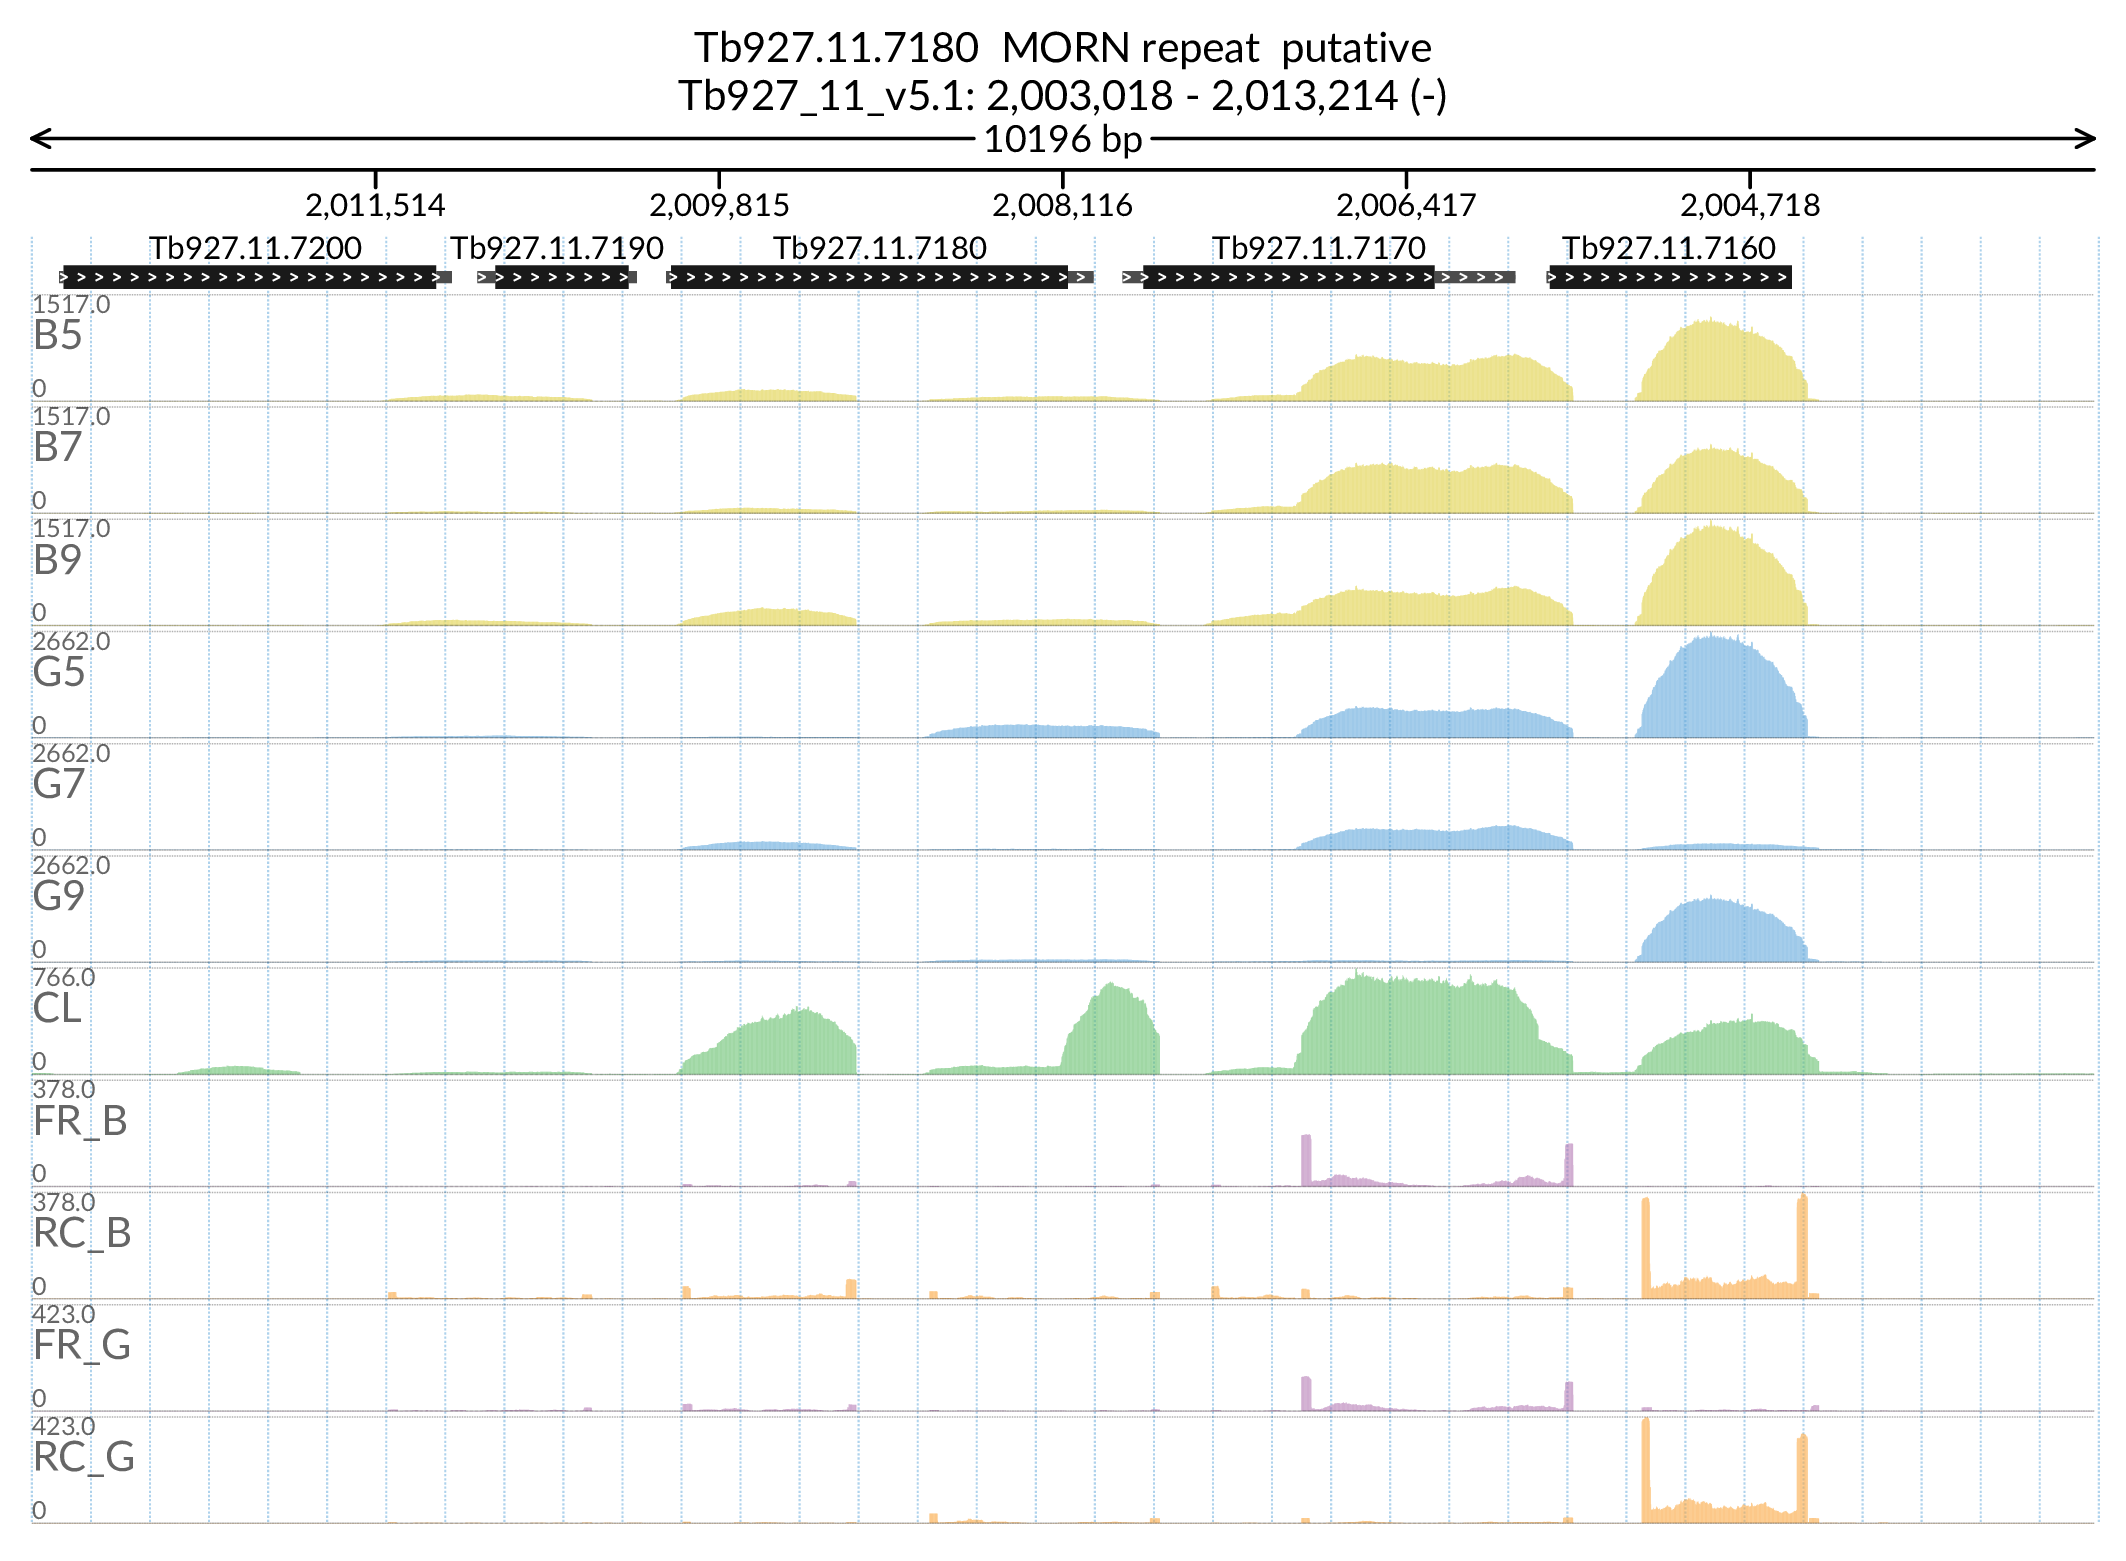 Tb927.11.7180 MORN repeat putative
Tb927_11_v5.1: 2,003,018 - 2,013,214 (-)
10196 bp
2,011,514 2,009,815 2,008,116 2,006,417 2,004,718
Tb927.11.7200 Tb927.11.7190 Tb927.11.7180 Tb927.11.7170 Tb927.11.7160
1517.0
B5
0
1517.0
B7
0
1517.0
B9
0
2662.0
G5
0
2662.0
G7
0
2662.0
G9
0
766.0
CL
0
378.0
FR_B
0
378.0
RC_B
0
423.0
FR_G
0
423.0
RC_G
0